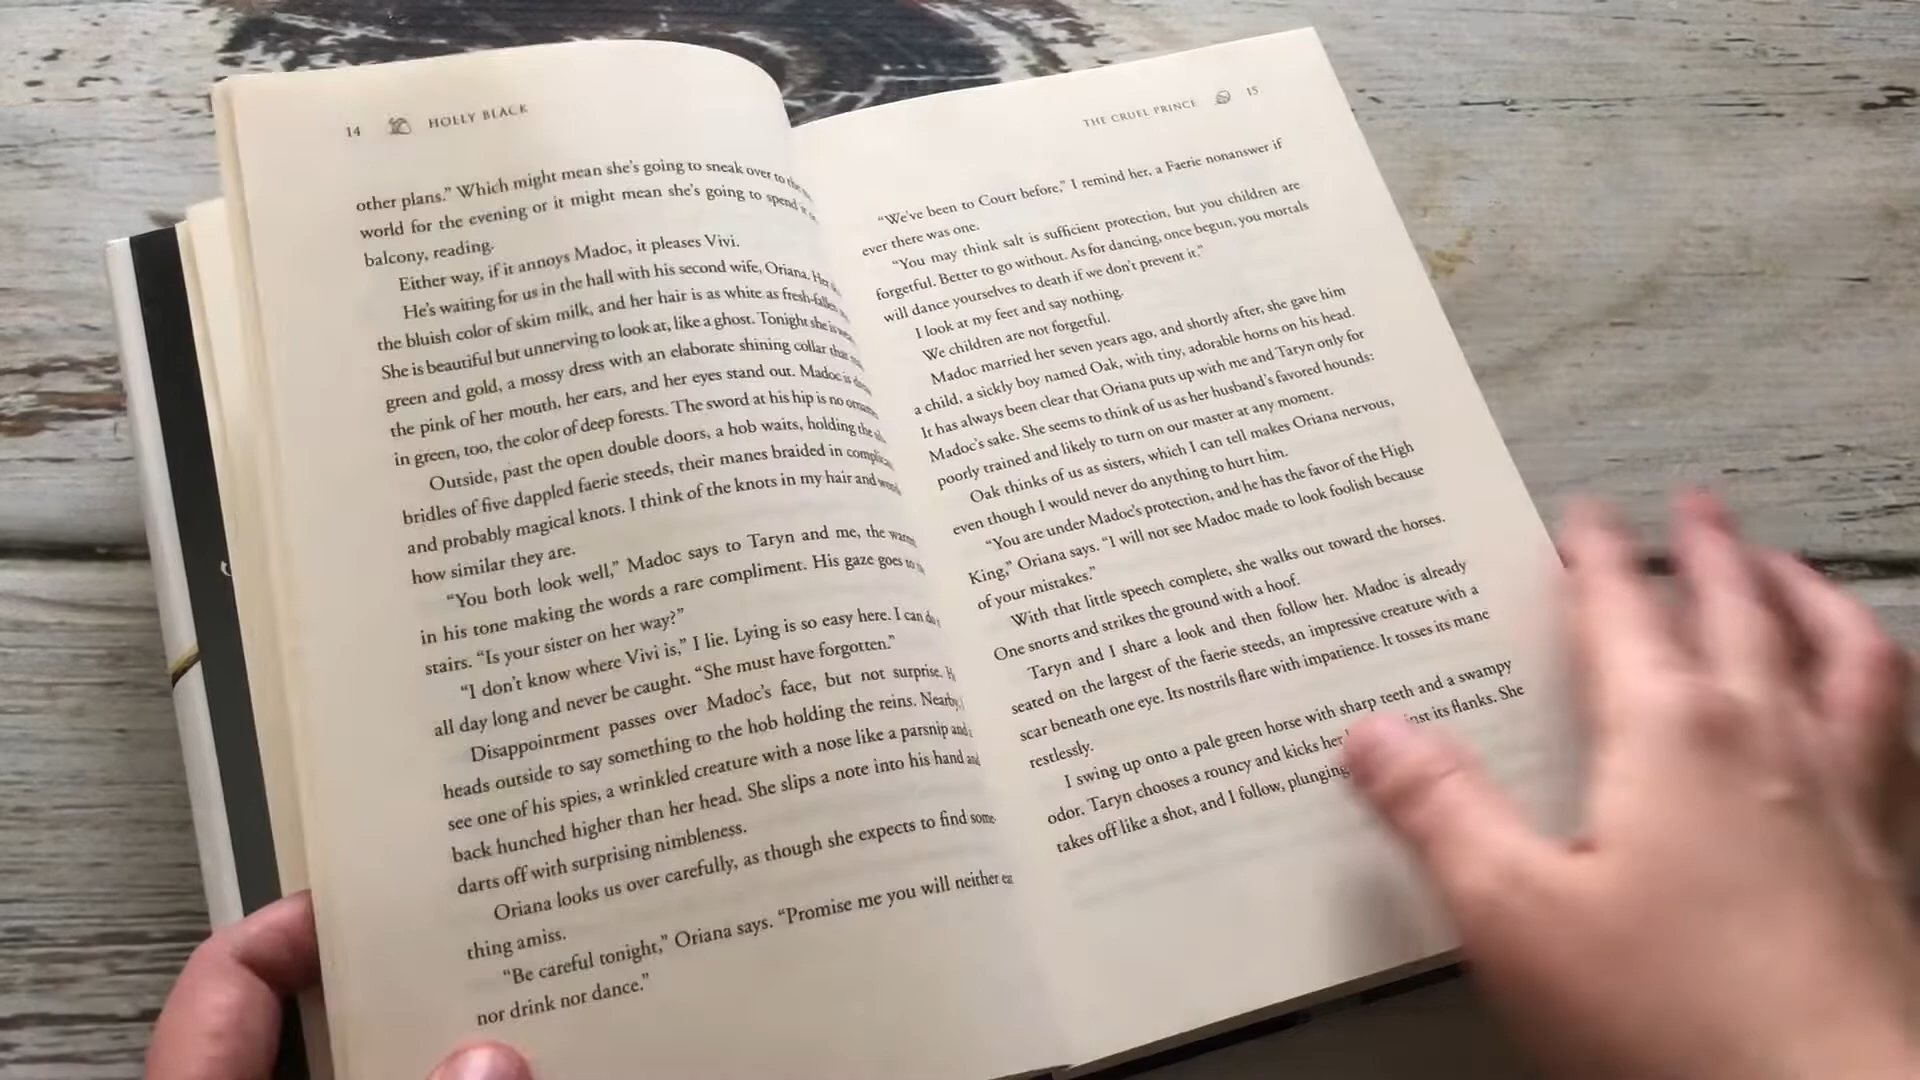 14 HOLLY BLACK
other plans.” Which might mean she’s going to sneak over to the
world for the evening or it might mean she’s going to spend it
balcony, reading.
Either way, if it annoys Madoc, it pleases Vivi.
He’s waiting for us in the hall with his second wife, Oriana. Her
the bluish color of skim milk, and her hair is as white as fresh-fallen
She is beautiful but unnerving to look at, like a ghost. Tonight she is
green and gold, a mossy dress with an elaborate shining collar that
the pink of her mouth, her ears, and her eyes stand out. Madoc is
in green, too, the color of deep forests. The sword at his hip is no
Outside, past the open double doors, a hob waits, holding the
bridles of five dappled faerie steeds, their manes braided in
and probably magical knots. I think of the knots in my hair and
how similar they are.
“You both look well,” Madoc says to Taryn and me, the
in his tone making the words a rare compliment. His gaze goes to
stairs. “Is your sister on her way?”
“I don’t know where Vivi is,” I lie. Lying is so easy here. I can do
all day long and never be caught. “She must have forgotten.”
Disappointment passes over Madoc’s face, but not surprise.
heads outside to say something to the hob holding the reins. Nearby,
see one of his spies, a wrinkled creature with a nose like a parsnip and
back hunched higher than her head. She slips a note into his hand
darts off with surprising nimbleness.
Oriana looks us over carefully, as though she expects to find some-
thing amiss.
“Be careful tonight,” Oriana says. “Promise me you will neither
nor drink nor dance.”
THE CRUEL PRINCE 15
“We’ve been to Court before,” I remind her, a Faerie nonanswer if
ever there was one.
“You may think salt is sufficient protection, but you children are
forgetful. Better to go without. As for dancing, once begun, you mortals
will dance yourselves to death if we don’t prevent it.”
I look at my feet and say nothing.
We children are not forgetful.
Madoc married her seven years ago, and shortly after, she gave him
a child, a sickly boy named Oak, with tiny, adorable horns on his head.
It has always been clear that Oriana puts up with me and Taryn only for
Madoc’s sake. She seems to think of us as her husband’s favored hounds:
poorly trained and likely to turn on our master at any moment.
Oak thinks of us as sisters, which I can tell makes Oriana nervous,
even though I would never do anything to hurt him.
“You are under Madoc’s protection, and he has the favor of the High
King,” Oriana says. “I will not see Madoc made to look foolish because
of your mistakes.”
With that little speech complete, she walks out toward the horses.
One snorts and strikes the ground with a hoof.
Taryn and I share a look and then follow her. Madoc is already
seated on the largest of the faerie steeds, an impressive creature with a
scar beneath one eye. Its nostrils flare with impatience. It tosses its mane
restlessly.
I swing up onto a pale green horse with sharp teeth and a swampy
odor. Taryn chooses a rouncy and kicks her its flanks. She
takes off like a shot, and I follow, plunging